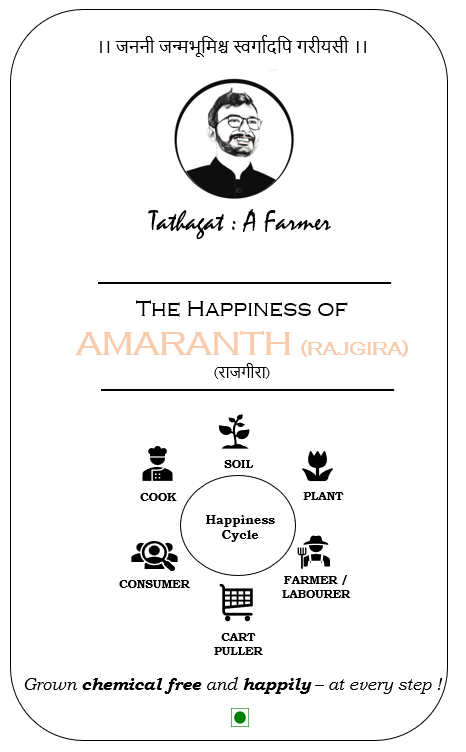 ।। जननी जन्मभूमिश्च स्वर्गादपि गरीयसी ।।
Tathagat : A Farmer
The Happiness of
AMARANTH (RAJGIRA)
(राजगीरा)
SOIL
PLANT
FARMER /
LABOURER
CART
PULLER
CONSUMER
COOK
Happiness
Cycle
Grown chemical free and happily – at every step !